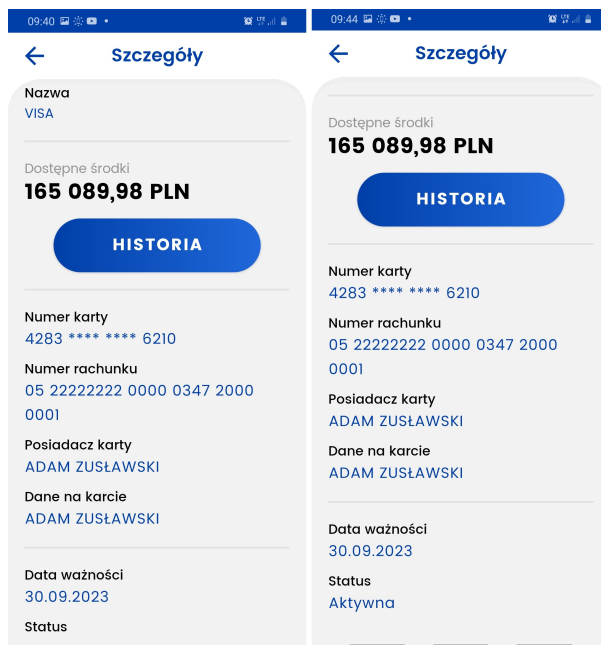 09:40
Szczegóły
Nazwa
VISA
Dostępne środki
165 089,98 PLN
HISTORIA
Numer karty
4283 **** **** 6210
Numer rachunku
05 22222222 0000 0347 2000
0001
Posiadacz karty
ADAM ZUSŁAWSKI
Dane na karcie
ADAM ZUSŁAWSKI
Data ważności
30.09.2023
Status
09:44
Szczegóły
Dostępne środki
165 089,98 PLN
HISTORIA
Numer karty
4283 **** **** 6210
Numer rachunku
05 22222222 0000 0347 2000
0001
Posiadacz karty
ADAM ZUSŁAWSKI
Dane na karcie
ADAM ZUSŁAWSKI
Data ważności
30.09.2023
Status
Aktywna